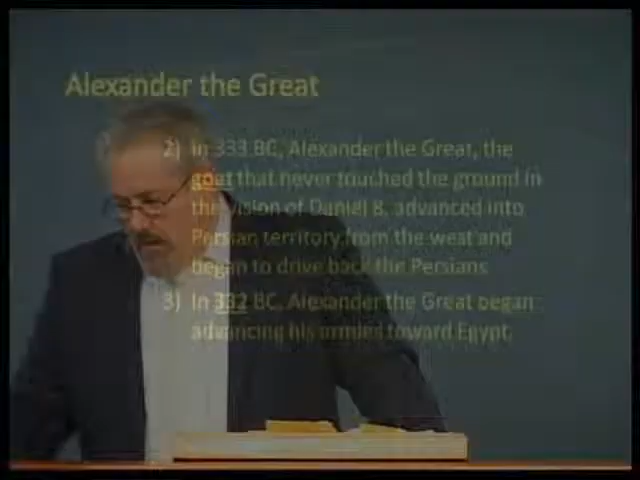 Alexander the Great
2) In 333 BC, Alexander the Great, the
goat that never touched the ground in
the vision of Daniel 8, advanced into
Persian territory from the west and
began to drive back the Persians
3) In 332 BC, Alexander the Great began
advancing his armies toward Egypt.